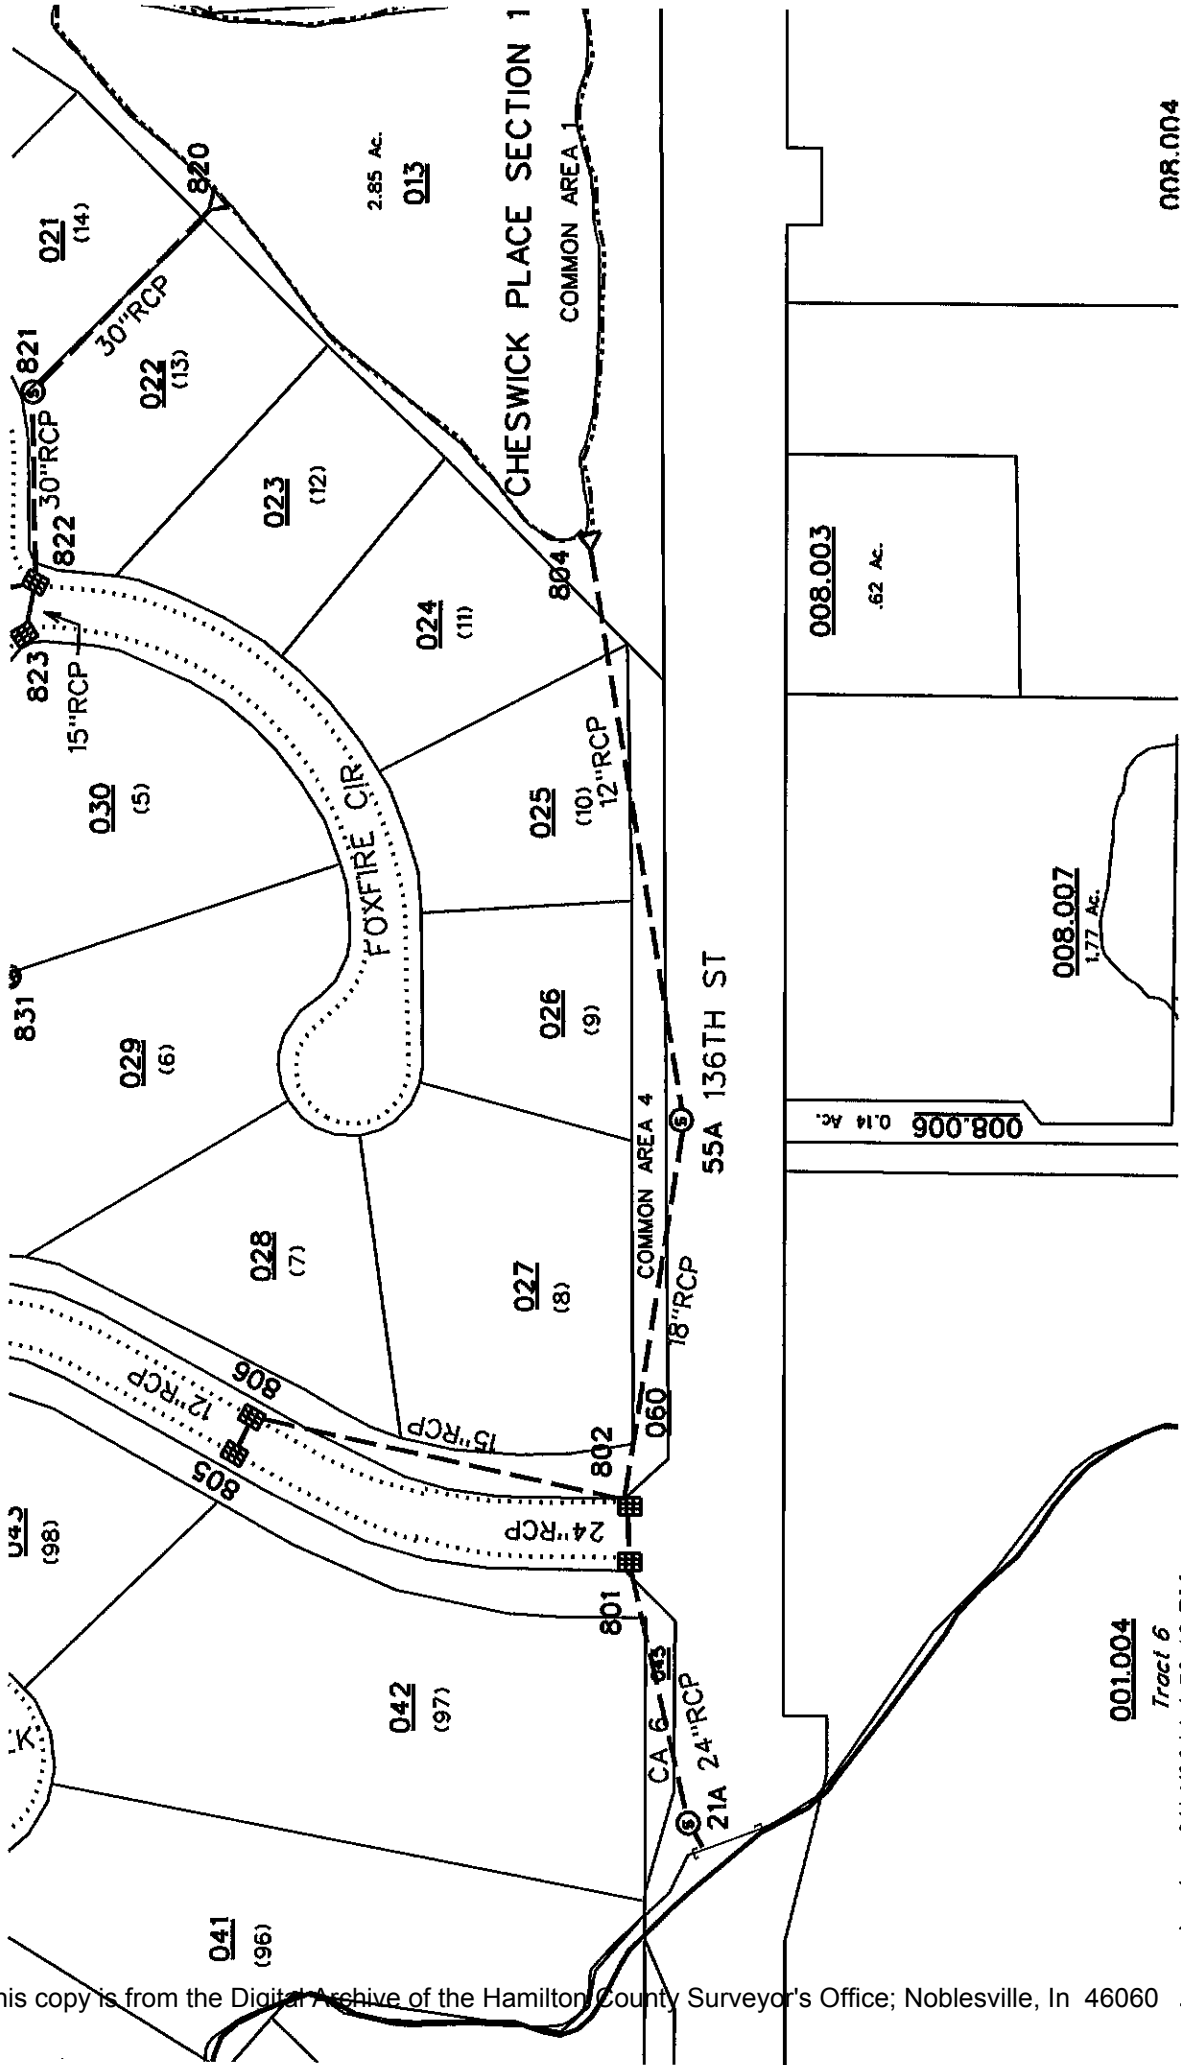 CHESWICK PLACE SECTION 1
COMMON AREA 1
2.85 Ac.
013
820
021
(14)
30"RCP
821
022
(13)
30"RCP
822
823
15"RCP
023
(12)
024
(11)
804
030
(5)
FOXFIRE CIR
025
(10)
12"RCP
831
029
(6)
026
(9)
55A 136TH ST
COMMON AREA 4
028
(7)
027
(8)
18"RCP
060
802
12"RCP
806
805
15"RCP
24"RCP
801
(98)
042
(97)
K
CA 6
24"RCP
21A
041
(96)
008.004
008.003
.62 Ac.
008.007
1.77 Ac.
008.006
0.14 Ac.
001.004
Tract 6
his copy is from the Digital Archive of the Hamilton County Surveyor's Office; Noblesville, In 46060